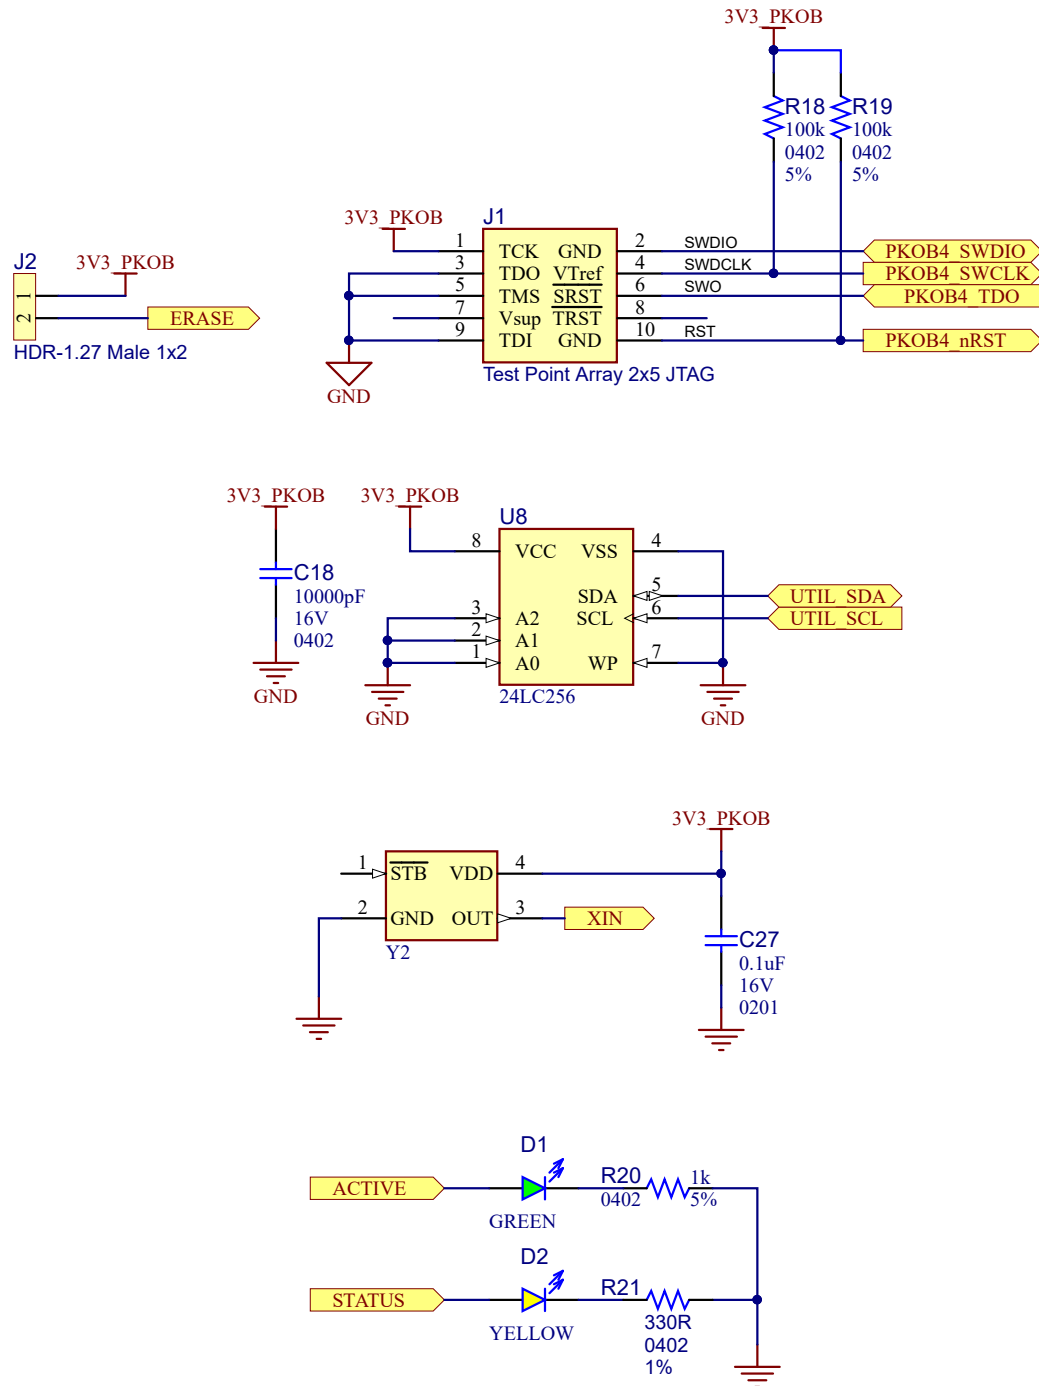 3V3_PKOB
R18
100k
0402
5%
R19
100k
0402
5%
J2
3V3_PKOB
1
2
ERASE
HDR-1.27 Male 1x2
3V3_PKOB
J1
1 TCK GND 2 SWDIO PKOB4_SWDIO
3 TDO VTref 4 SWDCLK PKOB4_SWCLK
5 TMS SRST 6 SWO PKOB4_TDO
7 Vsup TRST 8
9 TDI GND 10 RST PKOB4_nRST
Test Point Array 2x5 JTAG
GND
3V3_PKOB
C18
10000pF
16V
0402
GND
3V3_PKOB
U8
8 VCC VSS 4
SDA 5 UTIL_SDA
3 A2 SCL 6 UTIL_SCL
2 A1
1 A0 WP 7
24LC256
GND
GND
3V3_PKOB
1 STB VDD 4
2 GND OUT 3 XIN
Y2
C27
0.1uF
16V
0201
D1
ACTIVE
GREEN
R20
0402
1k
5%
D2
STATUS
YELLOW
R21
330R
0402
1%